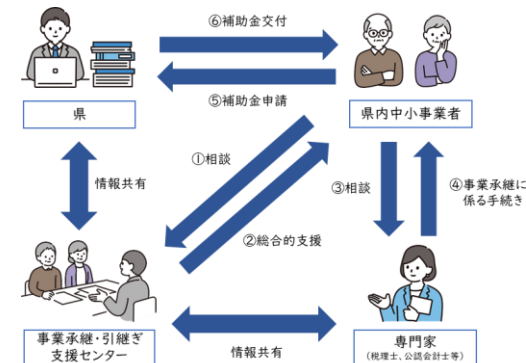 ⑥補助金交付
⑤補助金申請
県
県内中小事業者
情報共有
①相談
②総合的支援
③相談
④事業承継に
係る手続き
事業承継・引継ぎ
支援センター
情報共有
専門家
(税理士、公認会計士等)